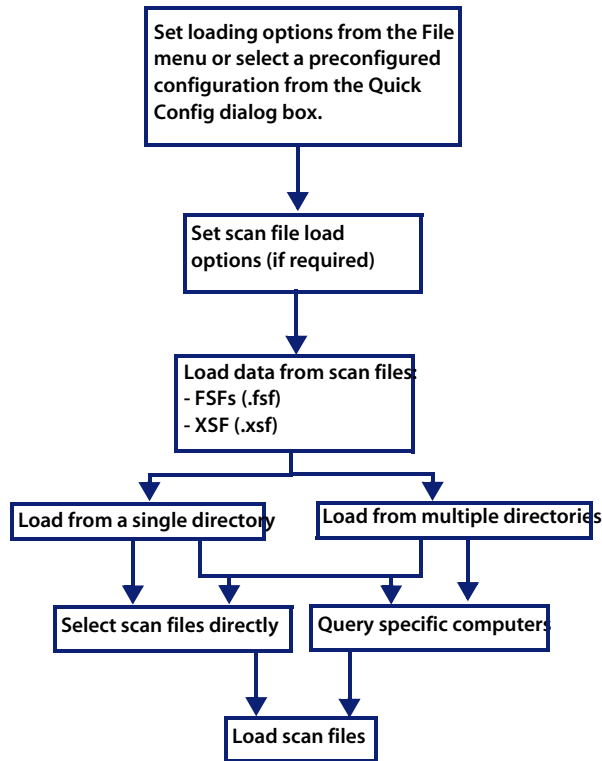 Set loading options from the File
menu or select a preconfigured
configuration from the Quick
Config dialog box.
Set scan file load
options (if required)
Load data from scan files:
- FSFs (.fsf)
- XSF (.xsf)
Load from a single directory
Load from multiple directories
Select scan files directly
Query specific computers
Load scan files